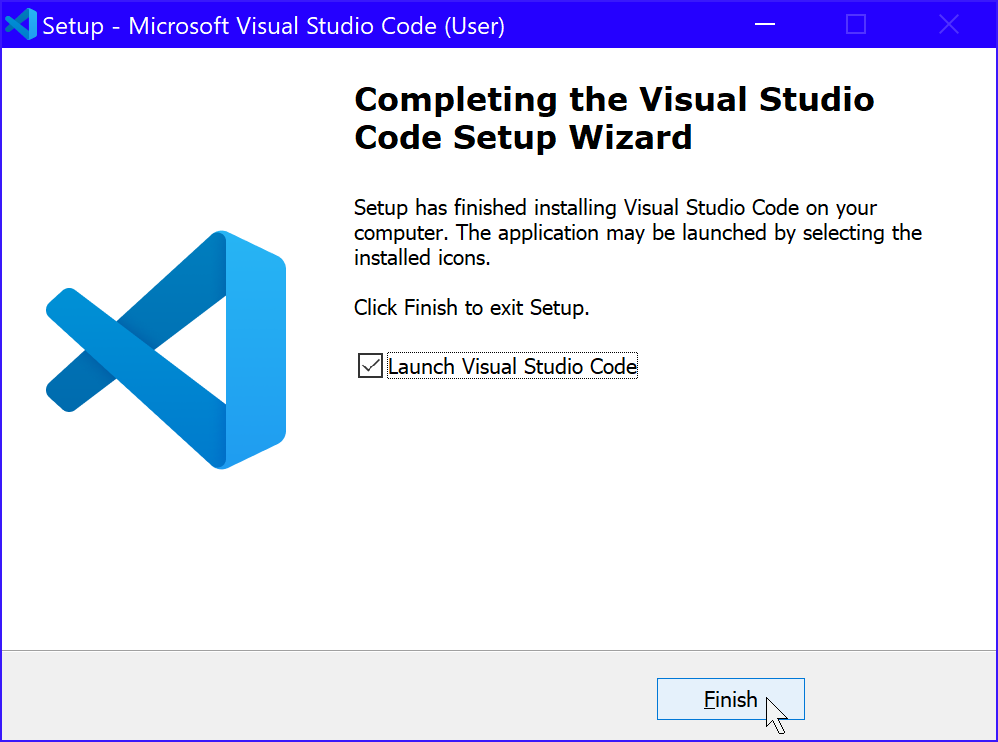 Setup - Microsoft Visual Studio Code (User)
Completing the Visual Studio
Code Setup Wizard
Setup has finished installing Visual Studio Code on your
computer. The application may be launched by selecting the
installed icons.
Click Finish to exit Setup.
Launch Visual Studio Code
Finish